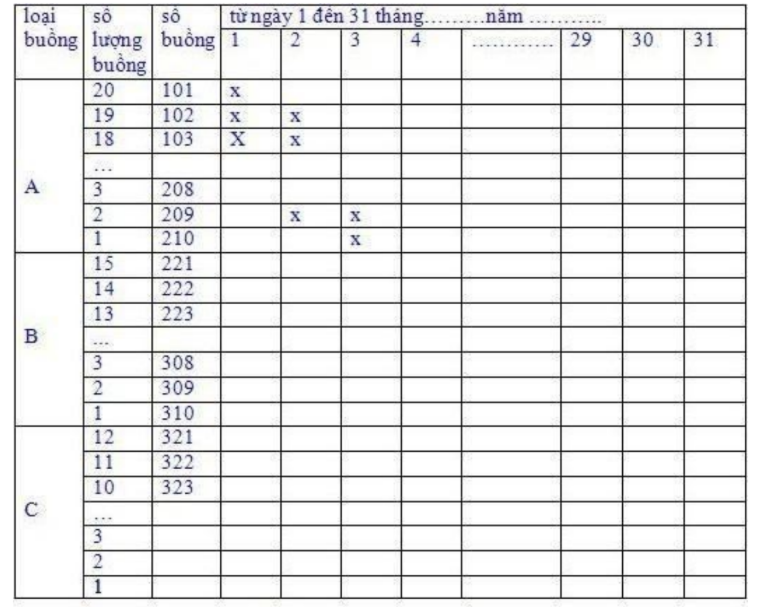 loại số số từ ngày 1 đên 31 tháng.........năm ...........
buồng lượng buồng 1 2 3 4 ............ 29 30 31
buồng
20 101 x
19 102 x x
18 103 X x
...
A 3 208
2 209 x x
1 210 x
15 221
14 222
13 223
B ...
3 308
2 309
1 310
12 321
11 322
10 323
C ...
3
2
1